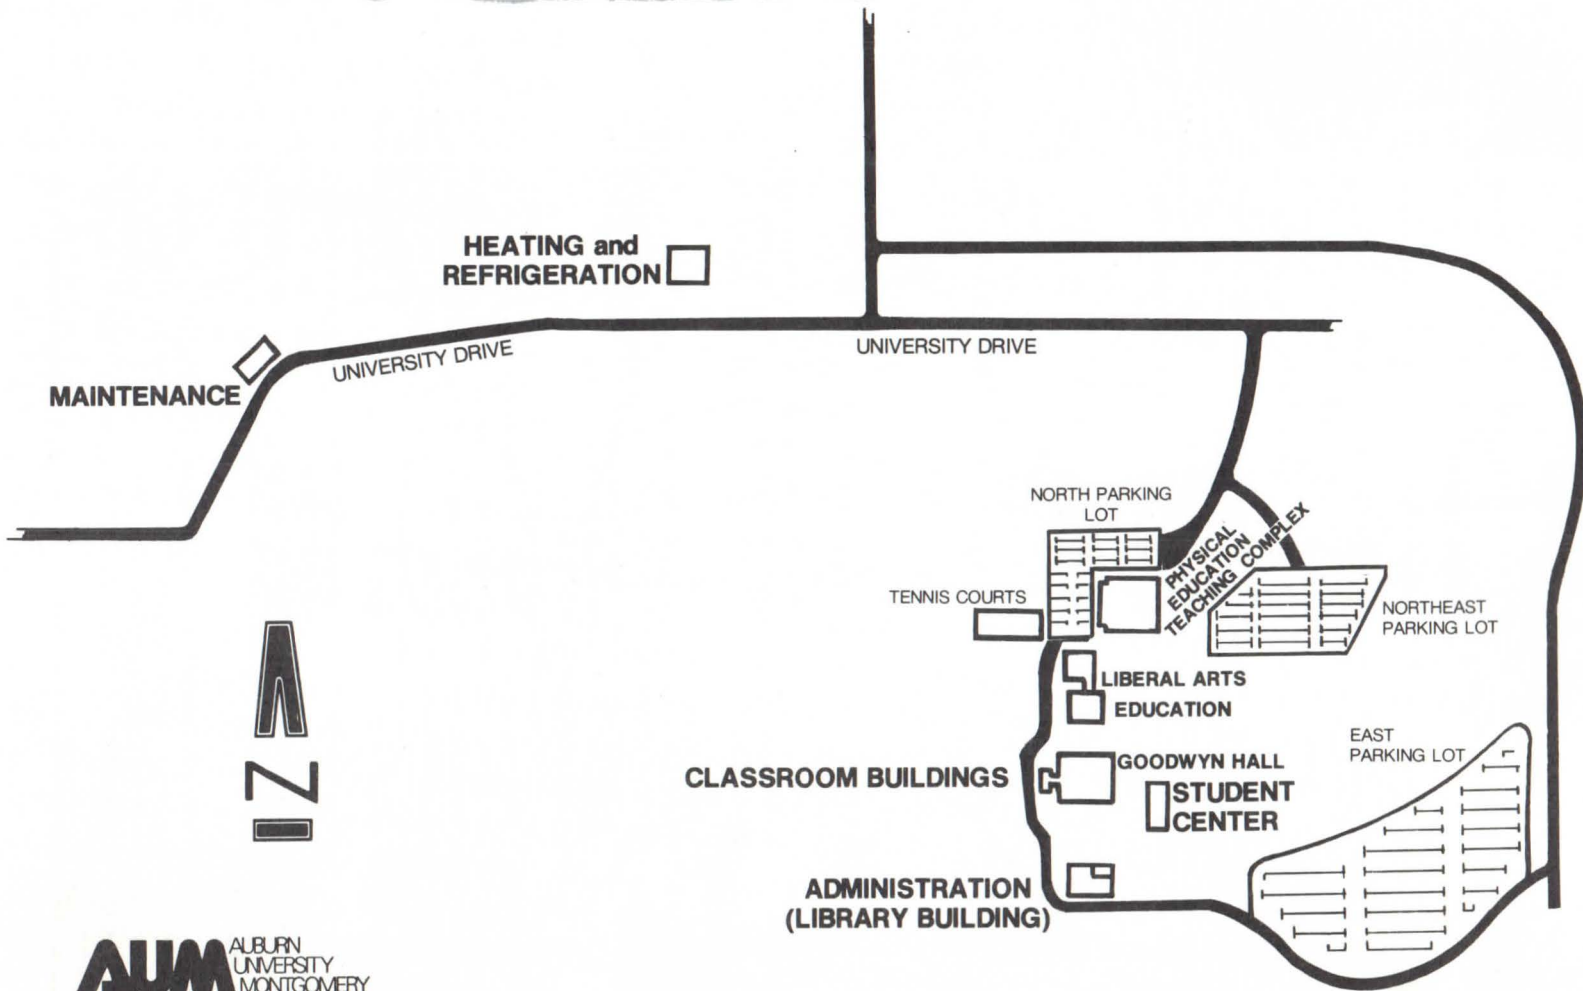 HEATING and
REFRIGERATION
UNIVERSITY DRIVE
UNIVERSITY DRIVE
MAINTENANCE
NORTH PARKING
LOT
PHYSICAL
EDUCATION
TEACHING COMPLEX
TENNIS COURTS
NORTHEAST
PARKING LOT
LIBERAL ARTS
EDUCATION
EAST
PARKING LOT
CLASSROOM BUILDINGS
GOODWYN HALL
STUDENT
CENTER
N
ADMINISTRATION
(LIBRARY BUILDING)
AUM
AUBURN
UNIVERSITY
MONTGOMERY